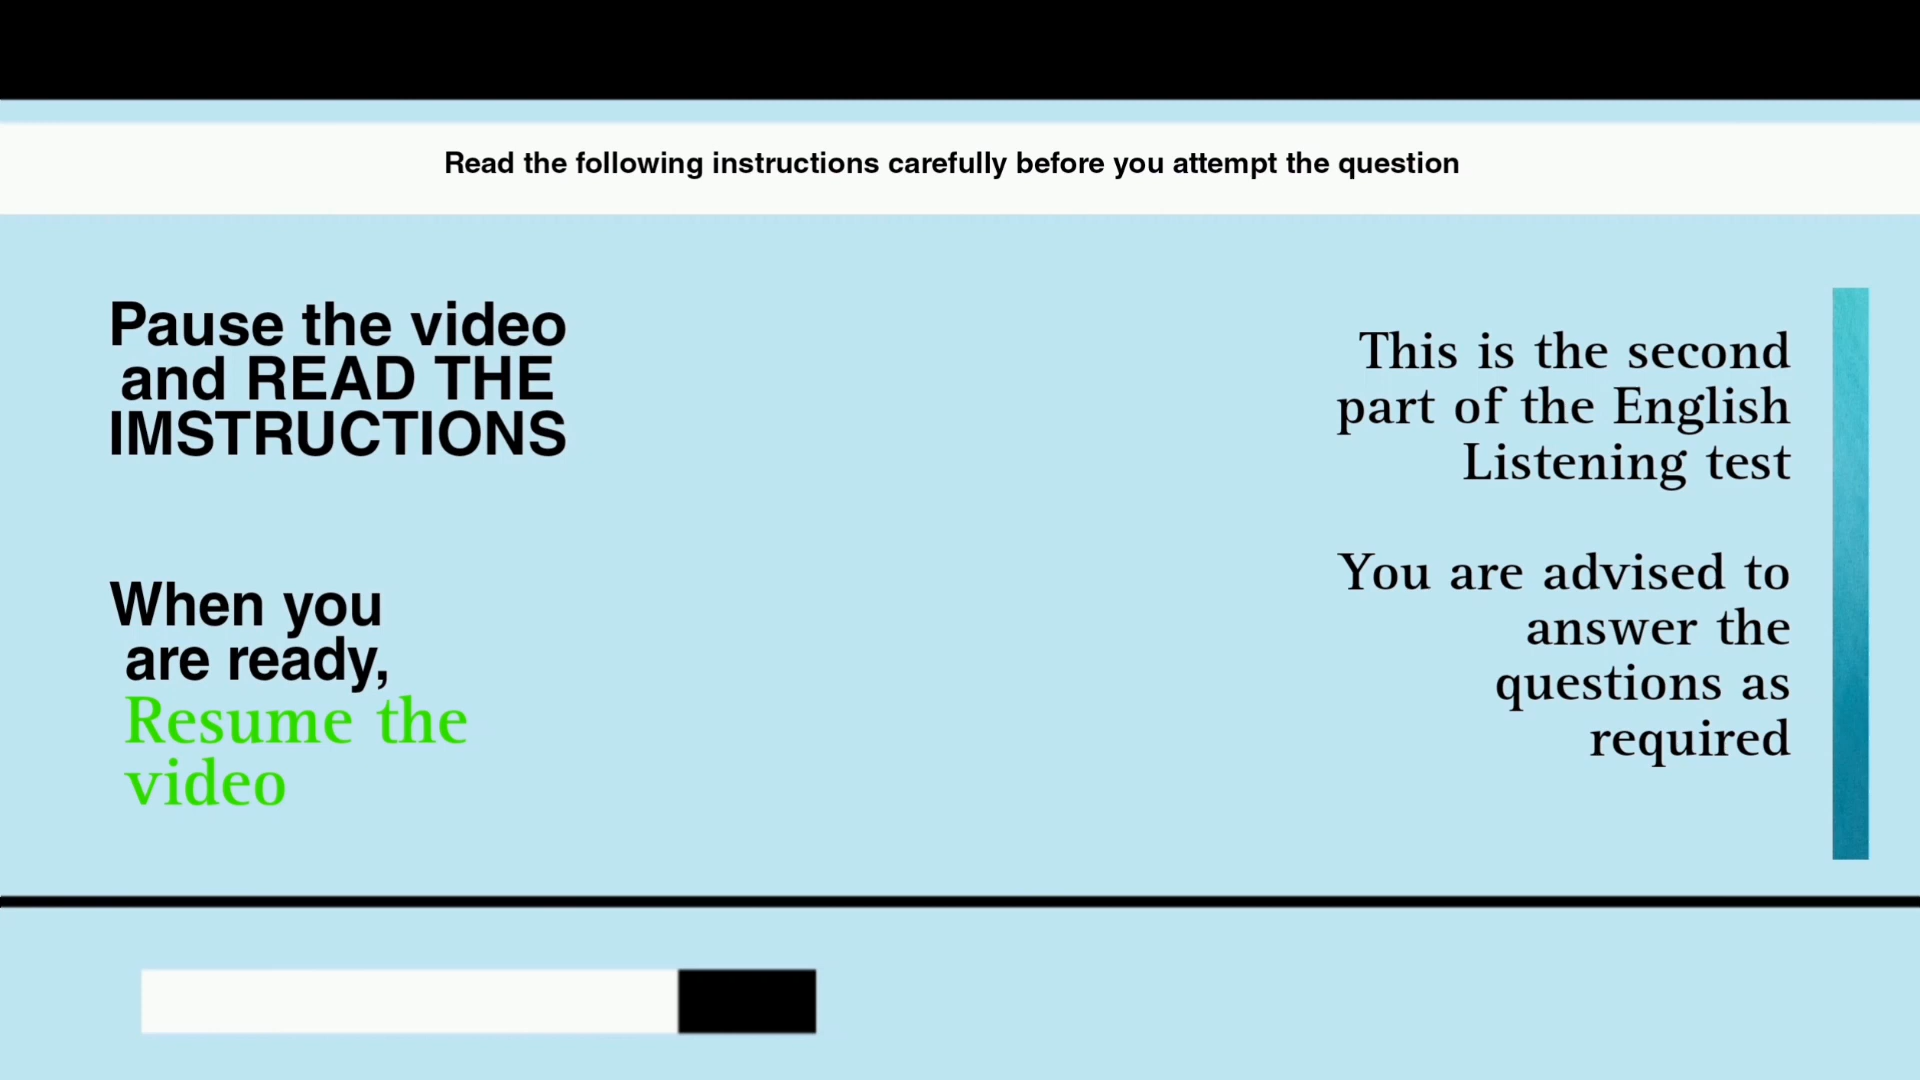 Read the following instructions carefully before you attempt the question
Pause the video
and READ THE
IMSTRUCTIONS
When you
are ready,
Resume the
video
This is the second
part of the English
Listening test
You are advised to
answer the
questions as
required